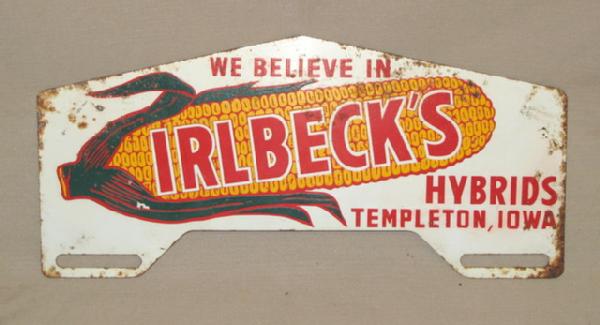 WE BELIEVE IN
IRLBECK'S
HYBRIDS
TEMPLETON, IOWA